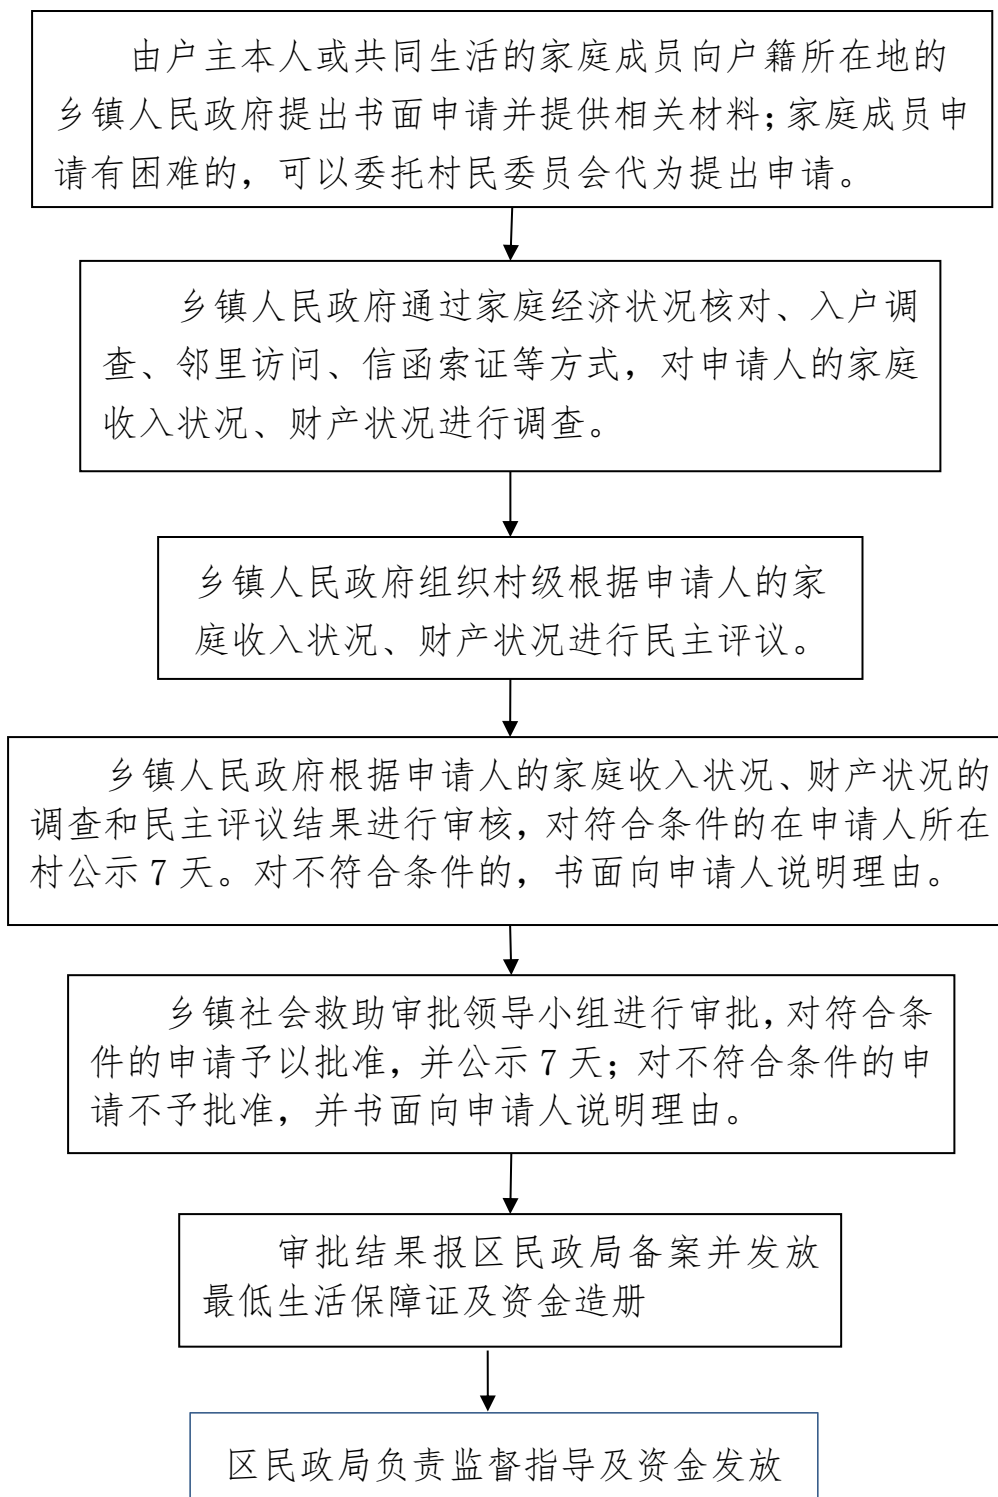 由户主本人或共同生活的家庭成员向户籍所在地的
乡镇人民政府提出书面申请并提供相关材料；家庭成员申
请有困难的，可以委托村民委员会代为提出申请。
乡镇人民政府通过家庭经济状况核对、入户调
查、邻里访问、信函索证等方式，对申请人的家庭
收入状况、财产状况进行调查。
乡镇人民政府组织村级根据申请人的家
庭收入状况、财产状况进行民主评议。
乡镇人民政府根据申请人的家庭收入状况、财产状况的
调查和民主评议结果进行审核，对符合条件的在申请人所在
村公示 7 天。对不符合条件的，书面向申请人说明理由。
乡镇社会救助审批领导小组进行审批，对符合条
件的申请予以批准，并公示 7 天；对不符合条件的申
请不予批准，并书面向申请人说明理由。
审批结果报区民政局备案并发放
最低生活保障证及资金造册
区民政局负责监督指导及资金发放